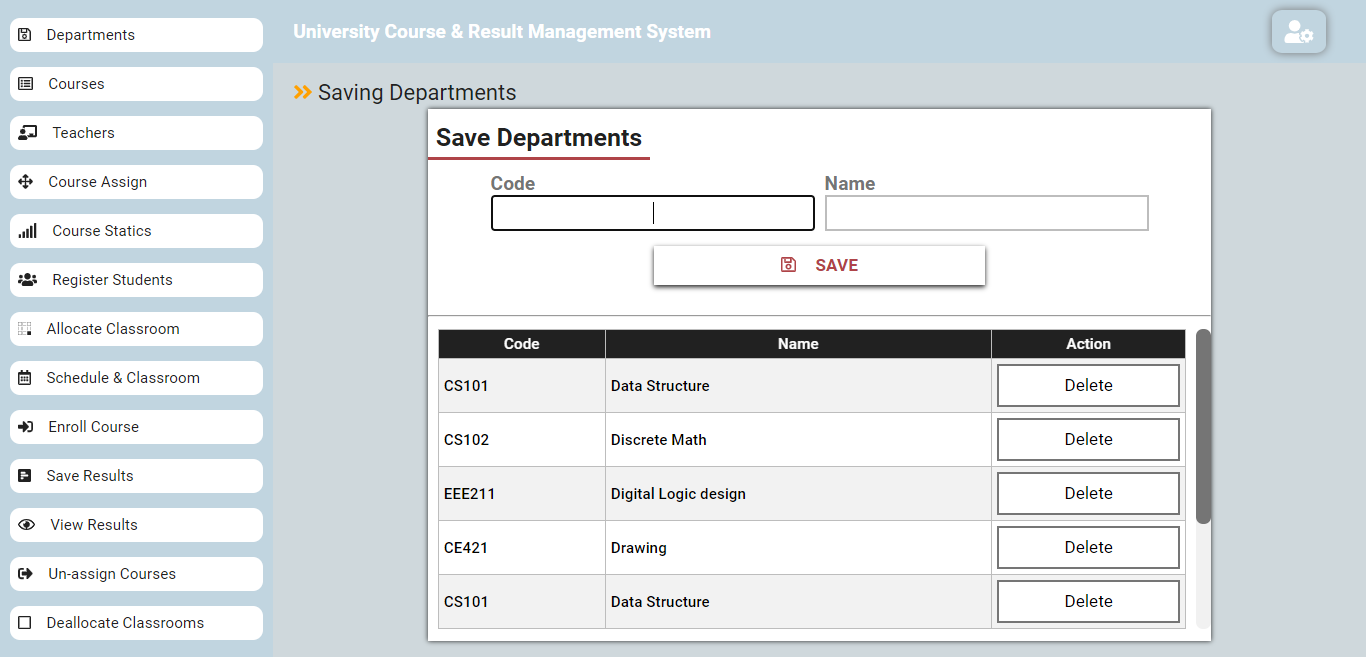 Departments
Courses
Teachers
Course Assign
Course Statics
Register Students
Allocate Classroom
Schedule & Classroom
Enroll Course
Save Results
View Results
Un-assign Courses
Deallocate Classrooms
University Course & Result Management System
Saving Departments
Save Departments
Code Name
SAVE
Code Name Action
CS101 Data Structure Delete
CS102 Discrete Math Delete
EEE211 Digital Logic design Delete
CE421 Drawing Delete
CS101 Data Structure Delete